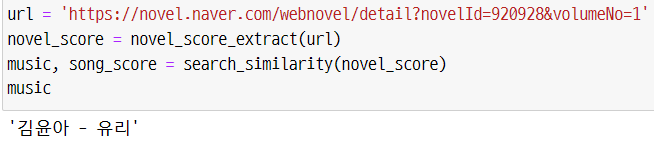 url = 'https://novel.naver.com/webnovel/detail?novelId=920928&volumeNo=1'
novel_score = novel_score_extract(url)
music, song_score = search_similarity(novel_score)
music
'김윤아 - 유리'